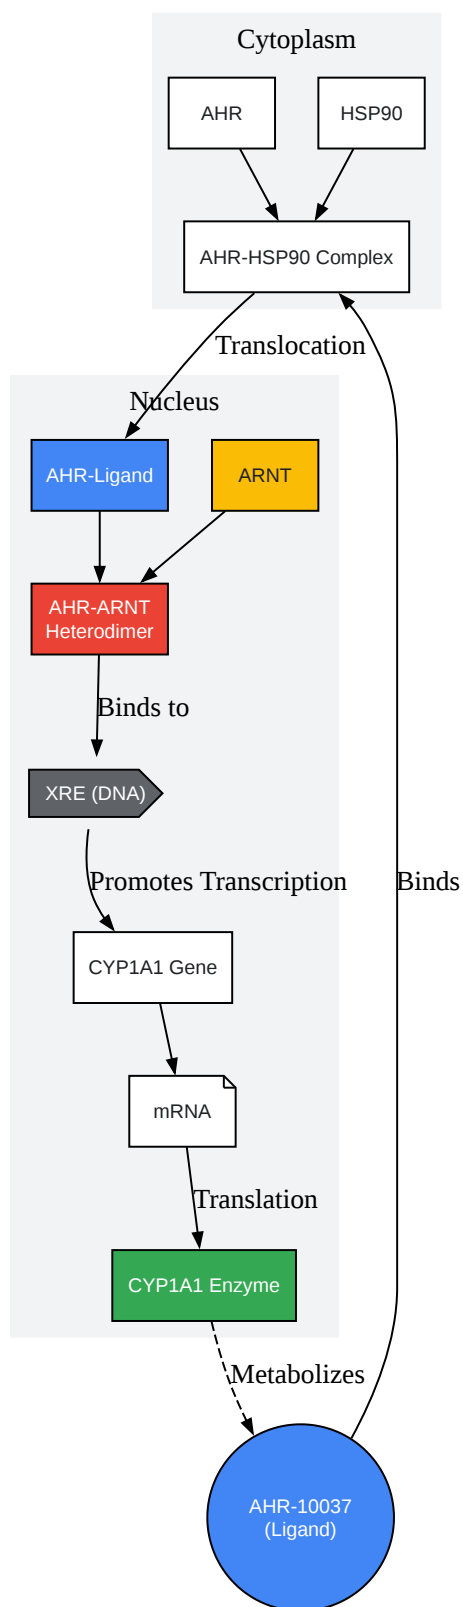 Cytoplasm
AHR
HSP90
AHR-HSP90 Complex
Translocation
Nucleus
AHR-Ligand
ARNT
AHR-ARNT
Heterodimer
Binds to
XRE (DNA)
Promotes Transcription
Binds
CYP1A1 Gene
mRNA
Translation
CYP1A1 Enzyme
Metabolizes
AHR-10037
(Ligand)